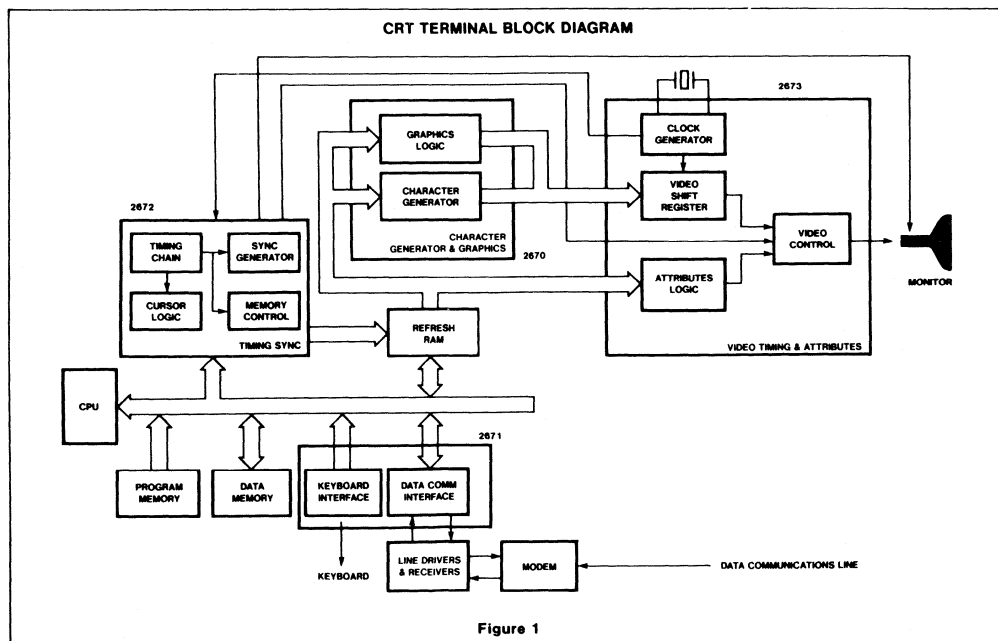 CRT TERMINAL BLOCK DIAGRAM
2673
CLOCK
GENERATOR
GRAPHICS
LOGIC
CHARACTER
GENERATOR
VIDEO
SHIFT
REGISTER
2672
CHARACTER
GENERATOR & GRAPHICS
2670
VIDEO
CONTROL
TIMING
CHAIN
SYNC
GENERATOR
MONITOR
ATTRIBUTES
LOGIC
CURSOR
LOGIC
MEMORY
CONTROL
TIMING SYNC
REFRESH
RAM
VIDEO TIMING & ATTRIBUTES
CPU
2671
PROGRAM
MEMORY
DATA
MEMORY
KEYBOARD
INTERFACE
DATA COMM
INTERFACE
KEYBOARD
LINE DRIVERS
& RECEIVERS
MODEM
DATA COMMUNICATIONS LINE
Figure 1